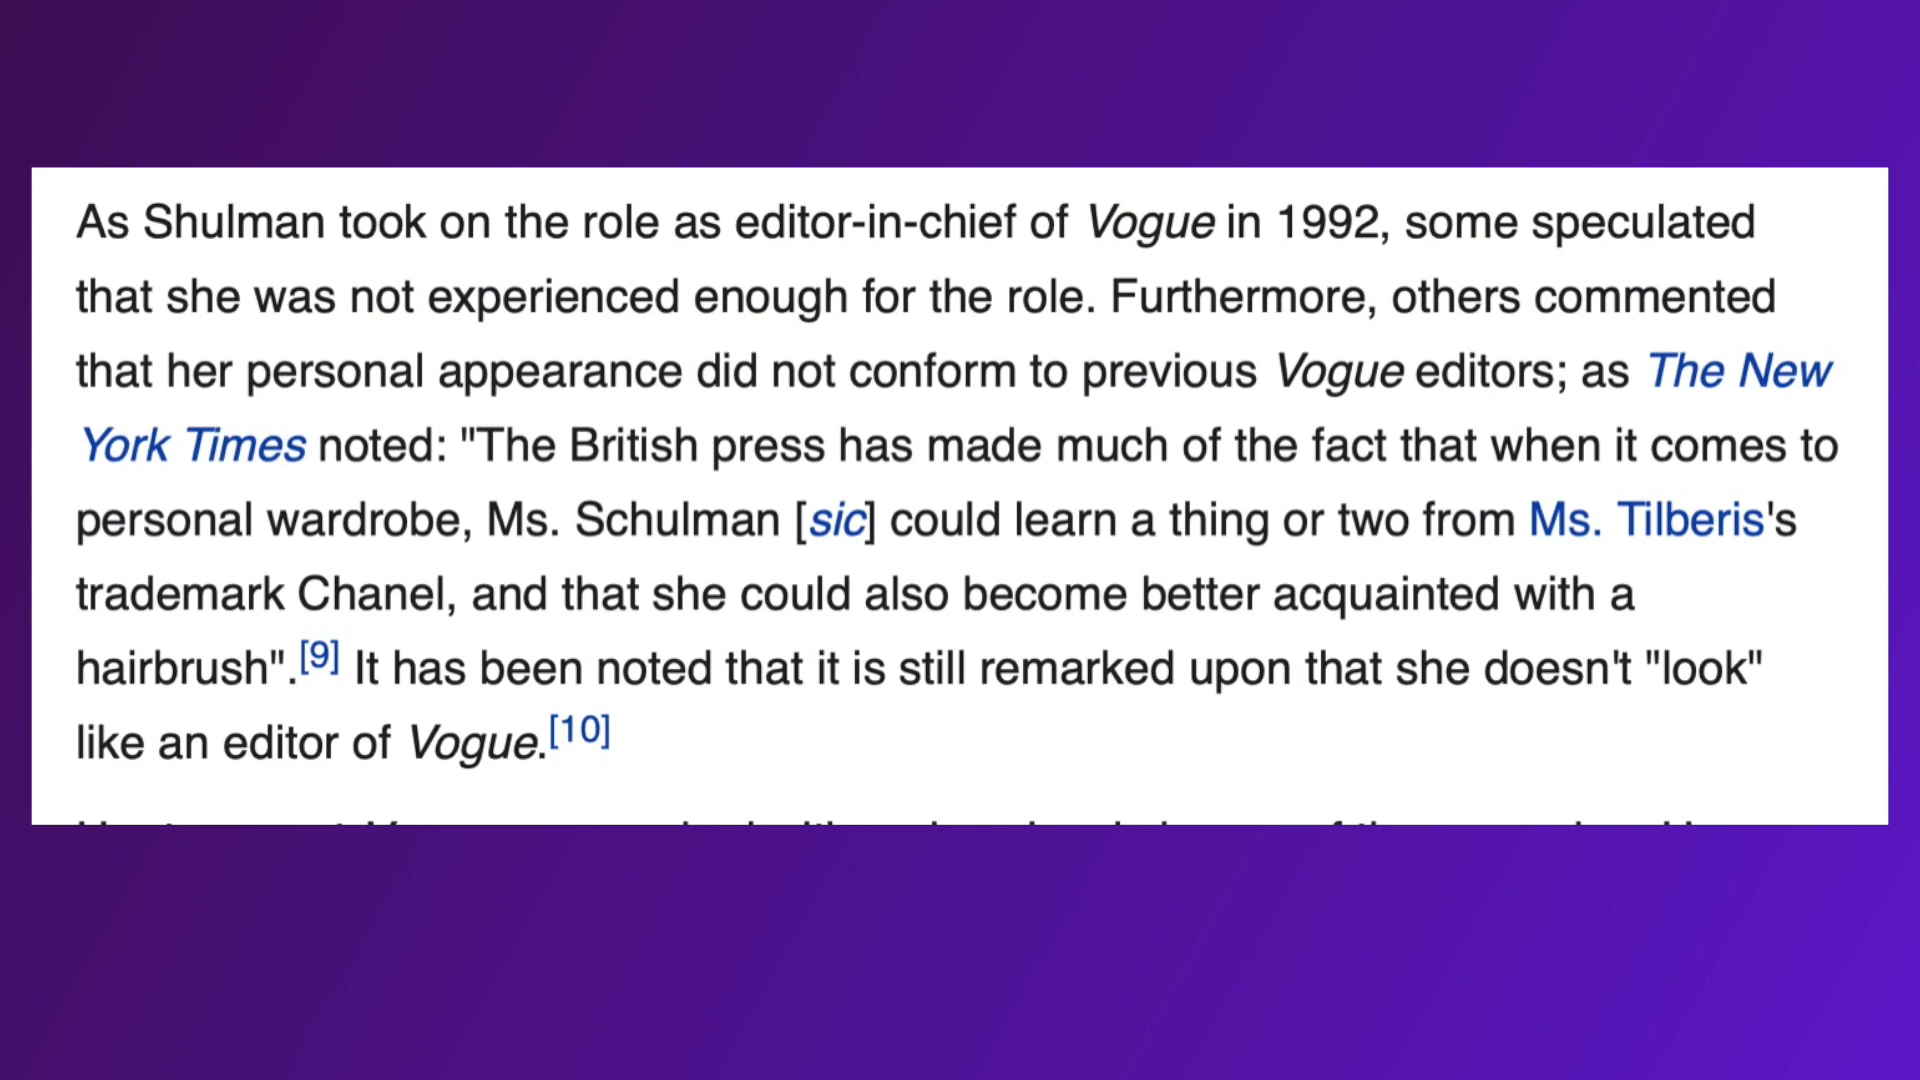 As Shulman took on the role as editor-in-chief of Vogue in 1992, some speculated
that she was not experienced enough for the role. Furthermore, others commented
that her personal appearance did not conform to previous Vogue editors; as The New
York Times noted: "The British press has made much of the fact that when it comes to
personal wardrobe, Ms. Schulman [sic] could learn a thing or two from Ms. Tilberis's
trademark Chanel, and that she could also become better acquainted with a
hairbrush".[9] It has been noted that it is still remarked upon that she doesn't "look"
like an editor of Vogue.[10]